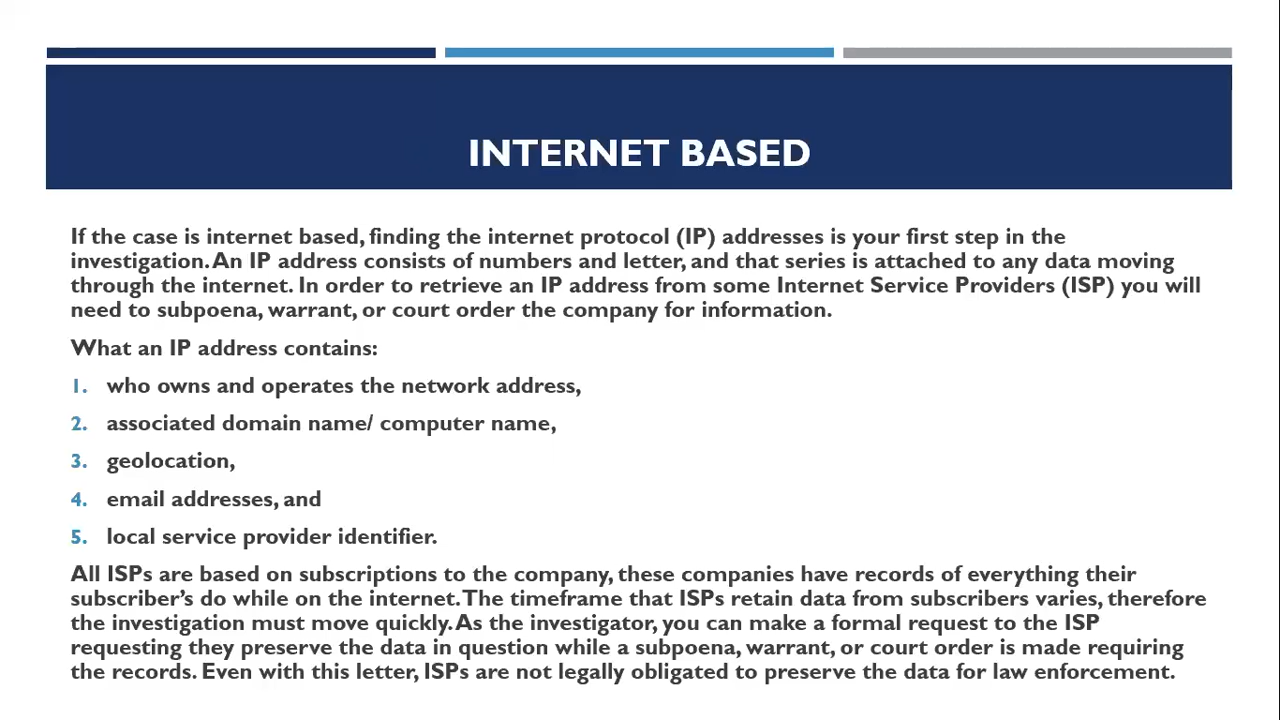 INTERNET BASED
If the case is internet based, finding the internet protocol (IP) addresses is your first step in the
investigation. An IP address consists of numbers and letter, and that series is attached to any data moving
through the internet. In order to retrieve an IP address from some Internet Service Providers (ISP) you will
need to subpoena, warrant, or court order the company for information.
What an IP address contains:
1. who owns and operates the network address,
2. associated domain name/ computer name,
3. geolocation,
4. email addresses, and
5. local service provider identifier.
All ISPs are based on subscriptions to the company, these companies have records of everything their
subscriber's do while on the internet. The timeframe that ISPs retain data from subscribers varies, therefore
the investigation must move quickly. As the investigator, you can make a formal request to the ISP
requesting they preserve the data in question while a subpoena, warrant, or court order is made requiring
the records. Even with this letter, ISPs are not legally obligated to preserve the data for law enforcement.